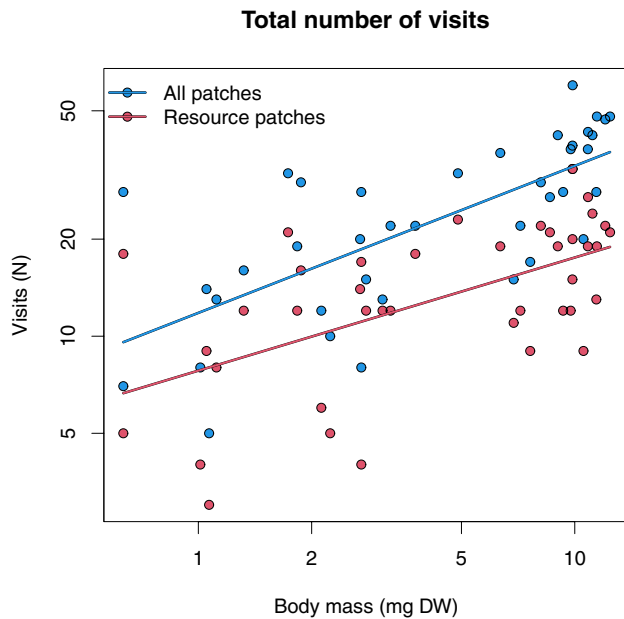 Total number of visits
All patches
Resource patches
Visits (N)
50
20
10
5
1
2
5
10
Body mass (mg DW)